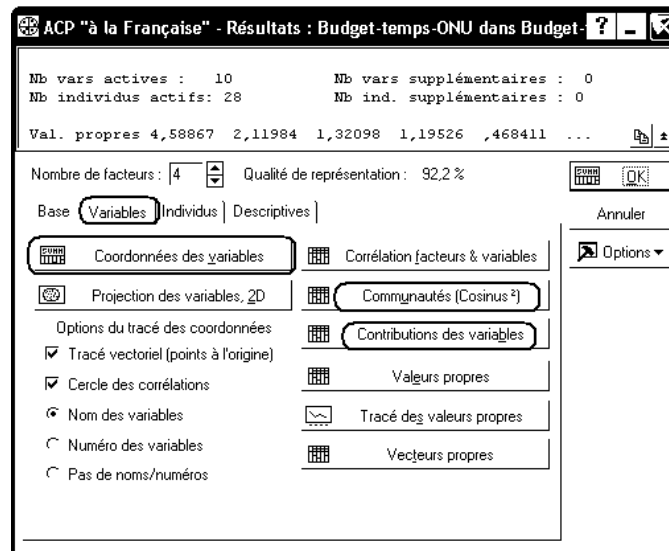 ACP "à la Française" - Résultats : Budget-temps-ONU dans Budget-
Nb vars actives : 10 Nb vars supplémentaires : 0
Nb individus actifs: 28 Nb ind. supplémentaires : 0
Val. propres 4,58867 2,11984 1,32098 1,19526 ,468411 ...
Nombre de facteurs : 4 Qualité de représentation : 92,2 %
OK
Base Variables Individus Descriptives
Annuler
Coordonnées des variables
Corrélation facteurs & variables
Options
Projection des variables, 2D
Communautés (Cosinus ²)
Options du tracé des coordonnées
Contributions des variables
Tracé vectoriel (points à l'origine)
Cercle des corrélations
Valeurs propres
Nom des variables
Tracé des valeurs propres
Numéro des variables
Vecteurs propres
Pas de noms/numéros